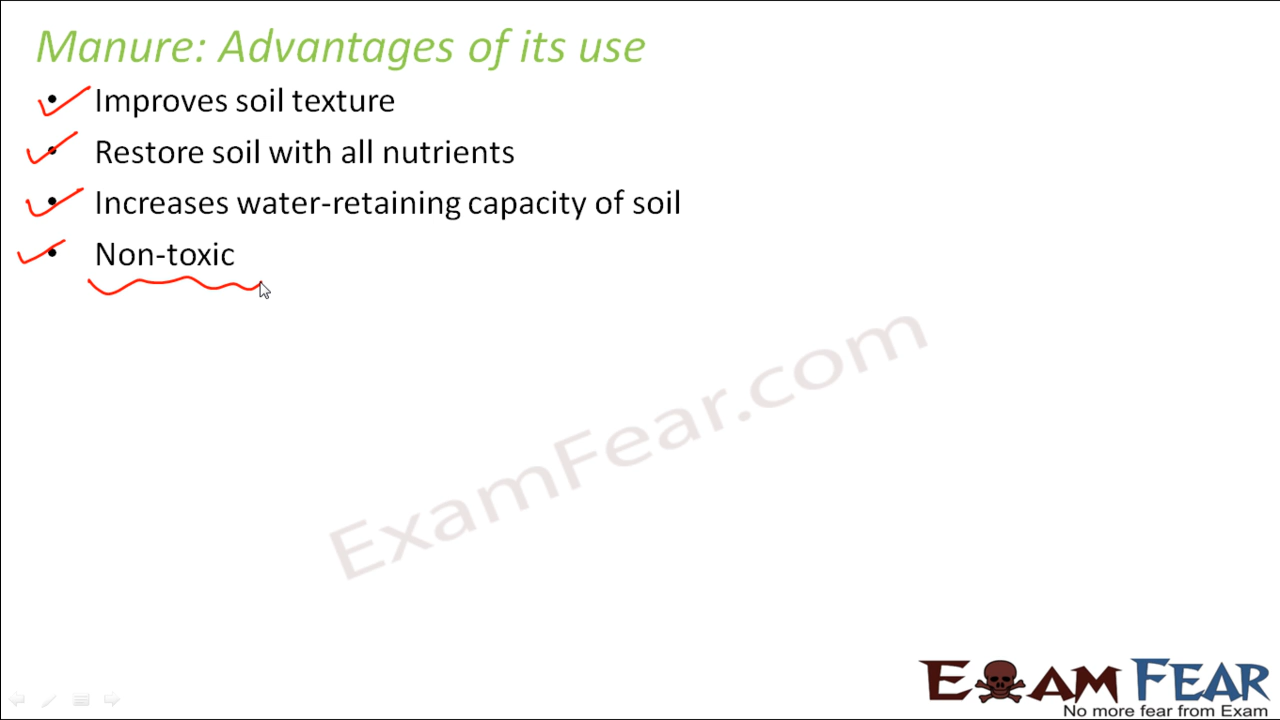 Manure: Advantages of its use
• Improves soil texture
• Restore soil with all nutrients
• Increases water-retaining capacity of soil
• Non-toxic
ExamFear.com
EXAM FEAR
No more fear from Exam